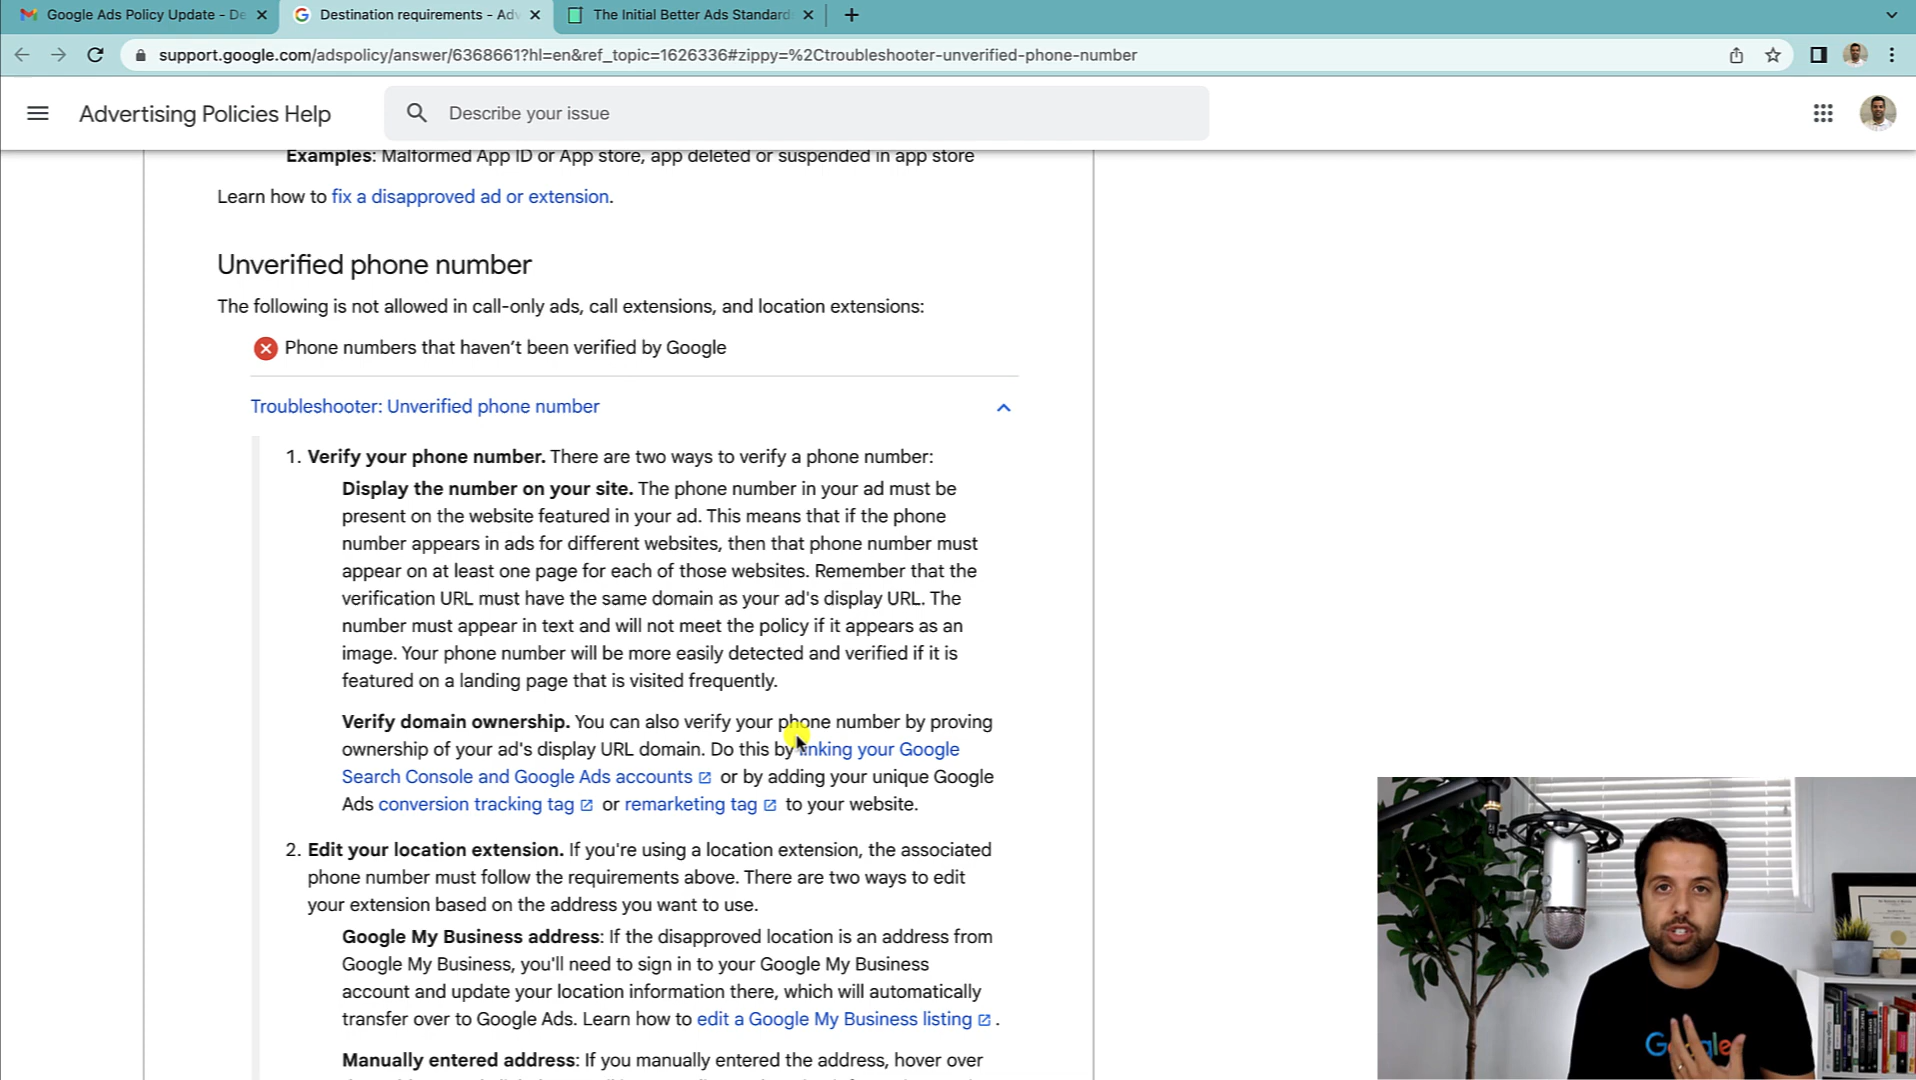 Google Ads Policy Update - De
Destination requirements - Adv
The Initial Better Ads Standard
support.google.com/adspolicy/answer/6368661?hl=en&ref_topic=1626336#zippy=%2Ctroubleshooter-unverified-phone-number
Advertising Policies Help
Describe your issue
Examples: Malformed App ID or App store, app deleted or suspended in app store
Learn how to fix a disapproved ad or extension.
Unverified phone number
The following is not allowed in call-only ads, call extensions, and location extensions:
Phone numbers that haven’t been verified by Google
Troubleshooter: Unverified phone number
1. Verify your phone number. There are two ways to verify a phone number:
Display the number on your site. The phone number in your ad must be
present on the website featured in your ad. This means that if the phone
number appears in ads for different websites, then that phone number must
appear on at least one page for each of those websites. Remember that the
verification URL must have the same domain as your ad's display URL. The
number must appear in text and will not meet the policy if it appears as an
image. Your phone number will be more easily detected and verified if it is
featured on a landing page that is visited frequently.
Verify domain ownership. You can also verify your phone number by proving
ownership of your ad's display URL domain. Do this by linking your Google
Search Console and Google Ads accounts or by adding your unique Google
Ads conversion tracking tag or remarketing tag to your website.
2. Edit your location extension. If you're using a location extension, the associated
phone number must follow the requirements above. There are two ways to edit
your extension based on the address you want to use.
Google My Business address: If the disapproved location is an address from
Google My Business, you'll need to sign in to your Google My Business
account and update your location information there, which will automatically
transfer over to Google Ads. Learn how to edit a Google My Business listing .
Manually entered address: If you manually entered the address, hover over